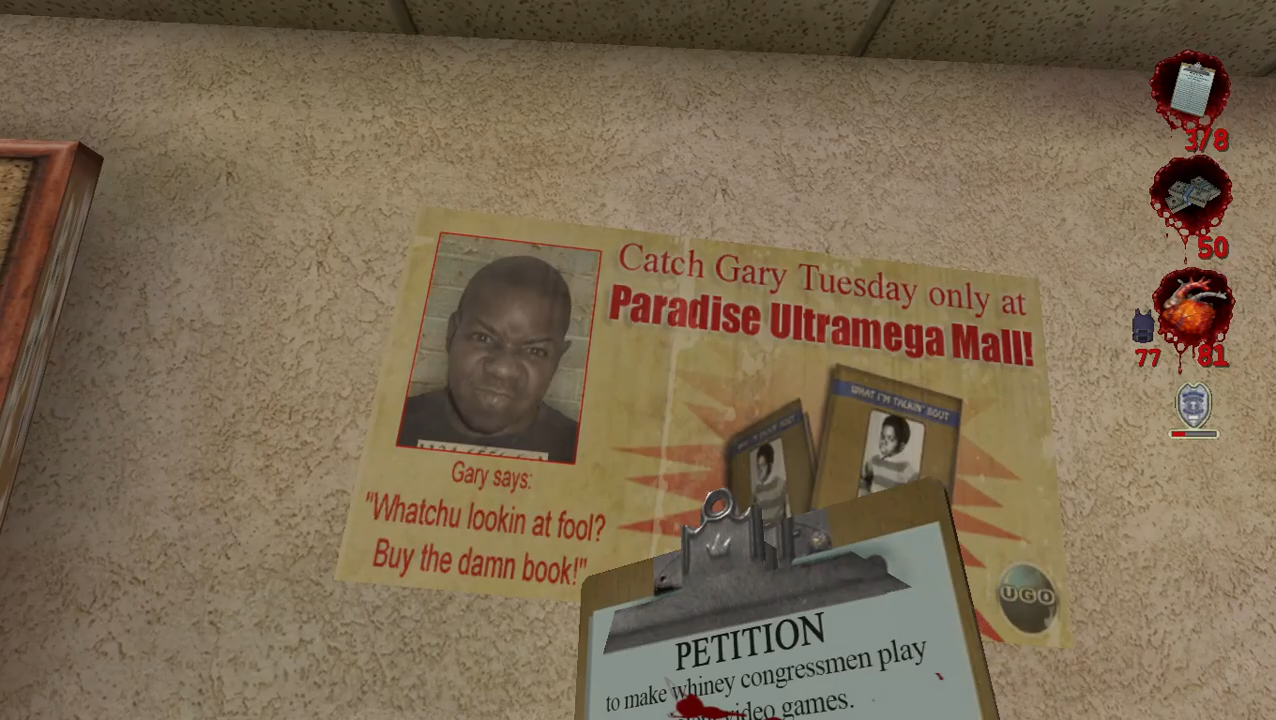 Catch Gary Tuesday only at
Paradise Ultramega Mall!
WHAT I'M TALKIN' BOUT
Gary says:
"Whatchu lookin at fool?
Buy the damn book!"
UGO
PETITION
to make whiney congressmen play
video games.
3/8
50
77
81